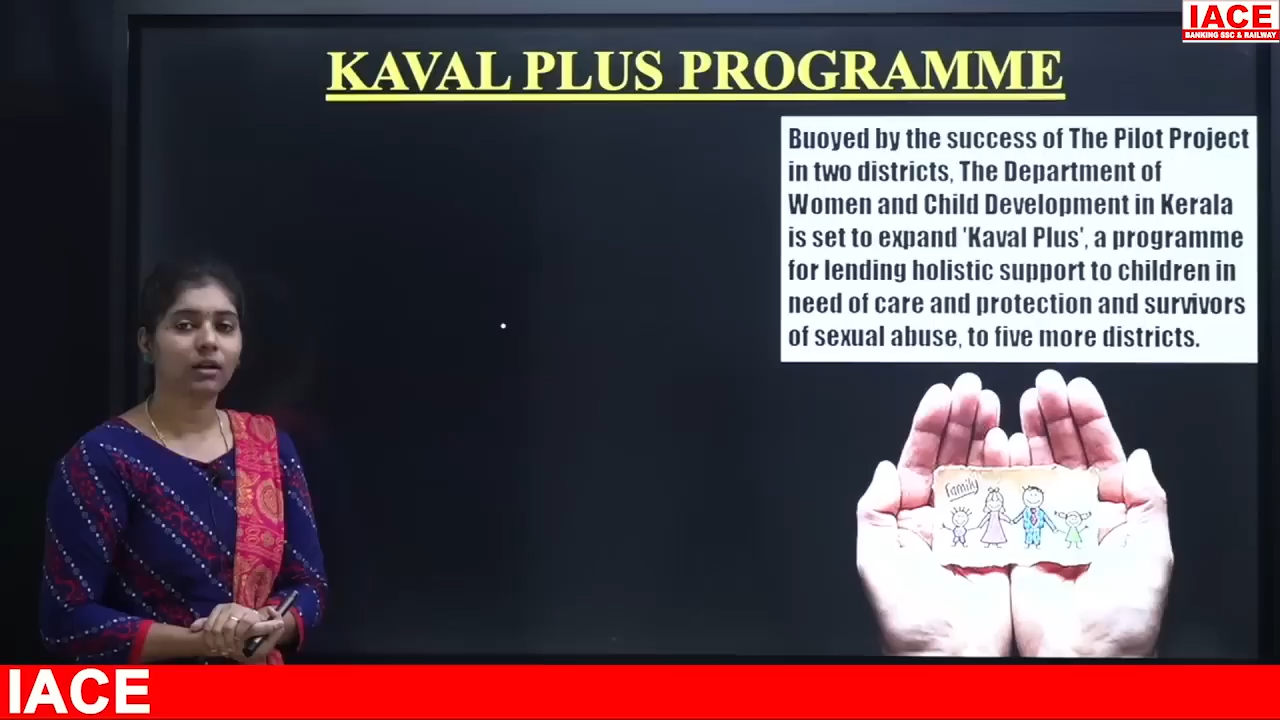 IACE
BANKING SSC & RAILWAY
KAVAL PLUS PROGRAMME
Buoyed by the success of The Pilot Project
in two districts, The Department of
Women and Child Development in Kerala
is set to expand 'Kaval Plus', a programme
for lending holistic support to children in
need of care and protection and survivors
of sexual abuse, to five more districts.
family
IACE